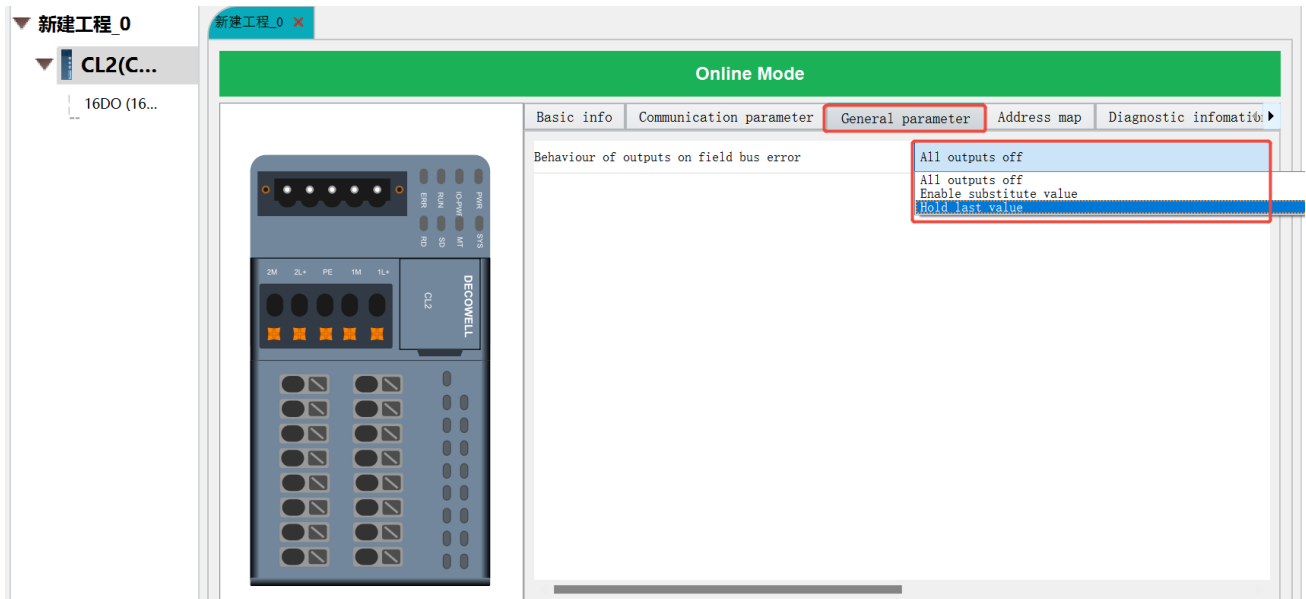 新建工程_0
CL2(C...
16DO (16...
新建工程_0 ×
Online Mode
Basic info
Communication parameter
General parameter
Address map
Diagnostic infomation
Behaviour of outputs on field bus error
All outputs off
All outputs off
Enable substitute value
Hold last value
ERR RUN IO-PWR PWR
RD SD MT SYS
2M 2L+ PE 1M 1L+
CL2
DECOWELL